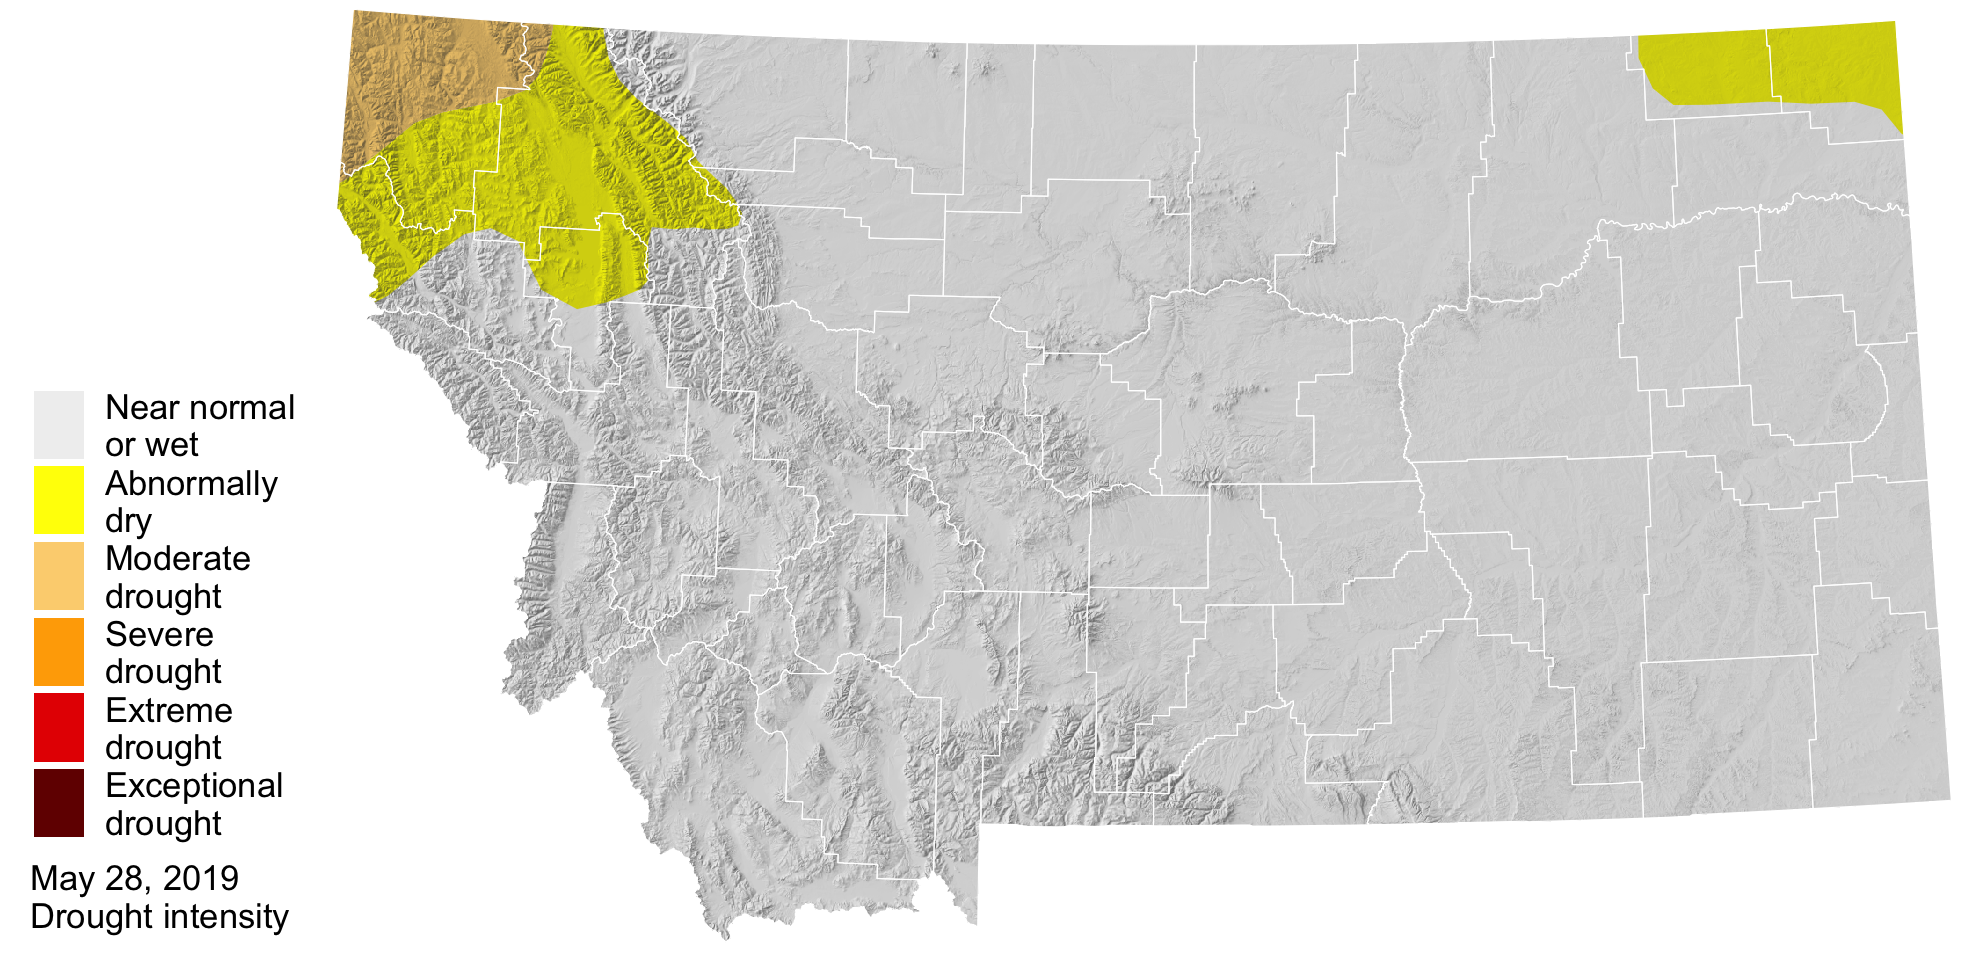 Near normal
or wet
Abnormally
dry
Moderate
drought
Severe
drought
Extreme
drought
Exceptional
drought
May 28, 2019
Drought intensity